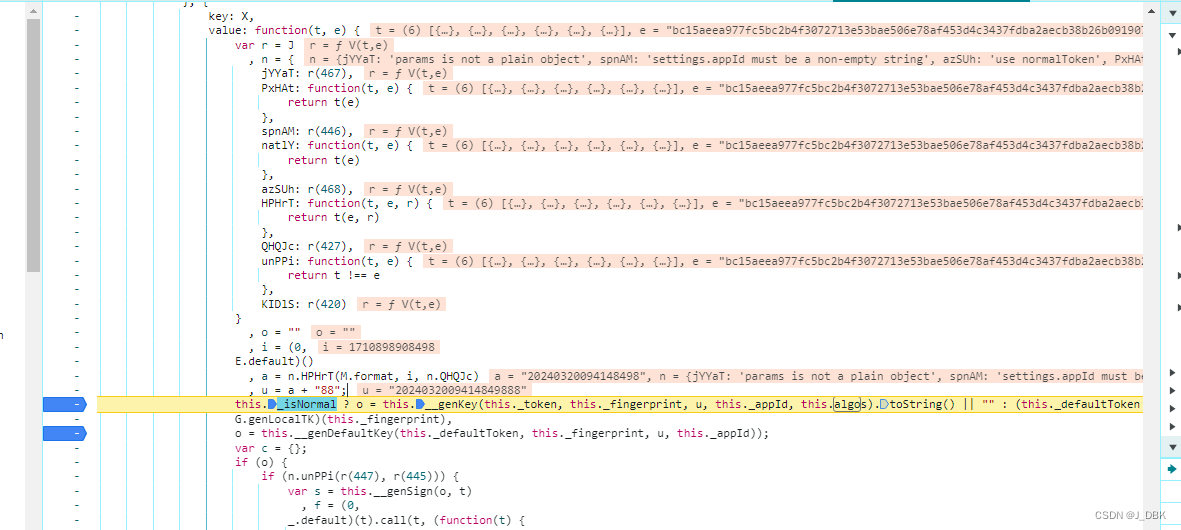 }, {
key: X,
value: function(t, e) { t = (6) [{…}, {…}, {…}, {…}, {…}, {…}], e = "bc15aeea977fc5bc2b4f3072713e53bae506e78af453d4c3437fdba2aecb38b26b09190
var r = J r = ƒ V(t,e)
, n = { n = {jYYaT: 'params is not a plain object', spnAM: 'settings.appId must be a non-empty string', azSUh: 'use normalToken', PxHAt
jYYaT: r(467), r = ƒ V(t,e)
PxHAt: function(t, e) { t = (6) [{…}, {…}, {…}, {…}, {…}, {…}], e = "bc15aeea977fc5bc2b4f3072713e53bae506e78af453d4c3437fdba2aecb38b2
return t(e)
},
spnAM: r(446), r = ƒ V(t,e)
natlY: function(t, e) { t = (6) [{…}, {…}, {…}, {…}, {…}, {…}], e = "bc15aeea977fc5bc2b4f3072713e53bae506e78af453d4c3437fdba2aecb38b2
return t(e)
},
azSUh: r(468), r = ƒ V(t,e)
HPHrT: function(t, e, r) { t = (6) [{…}, {…}, {…}, {…}, {…}, {…}], e = "bc15aeea977fc5bc2b4f3072713e53bae506e78af453d4c3437fdba2aecb3
return t(e, r)
},
QHQJc: r(427), r = ƒ V(t,e)
unPPi: function(t, e) { t = (6) [{…}, {…}, {…}, {…}, {…}, {…}], e = "bc15aeea977fc5bc2b4f3072713e53bae506e78af453d4c3437fdba2aecb38b2
return t !== e
},
KIDlS: r(420) r = ƒ V(t,e)
}
, o = "" o = ""
, i = (0, i = 1710898908498
E.default)()
, a = n.HPHrT(M.format, i, n.QHQJc) a = "20240320094148498", n = {jYYaT: 'params is not a plain object', spnAM: 'settings.appId must be
, u = a + "88"; u = "2024032009414849888"
this._isNormal ? o = this.__genKey(this._token, this._fingerprint, u, this._appId, this.algos).toString() || "" : (this._defaultToken
G.genLocalTK)(this._fingerprint),
o = this.__genDefaultKey(this._defaultToken, this._fingerprint, u, this._appId));
var c = {};
if (o) {
if (n.unPPi(r(447), r(445))) {
var s = this.__genSign(o, t)
, f = (0,
_.default)(t).call(t, (function(t) {
CSDN @J_DBK